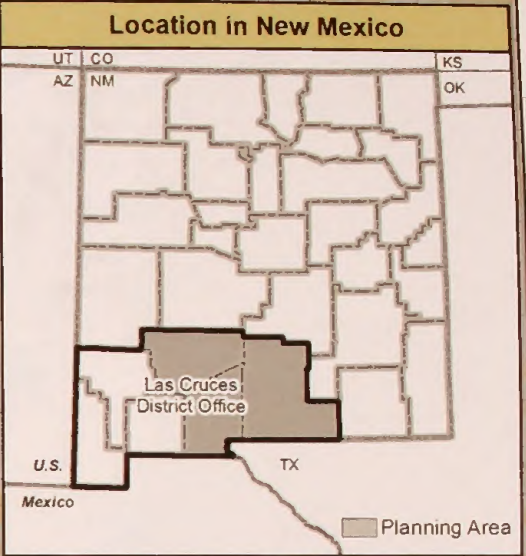 Location in New Mexico
UT CO KS
AZ NM OK
Las Cruces
District Office
U.S. TX
Mexico
Planning Area